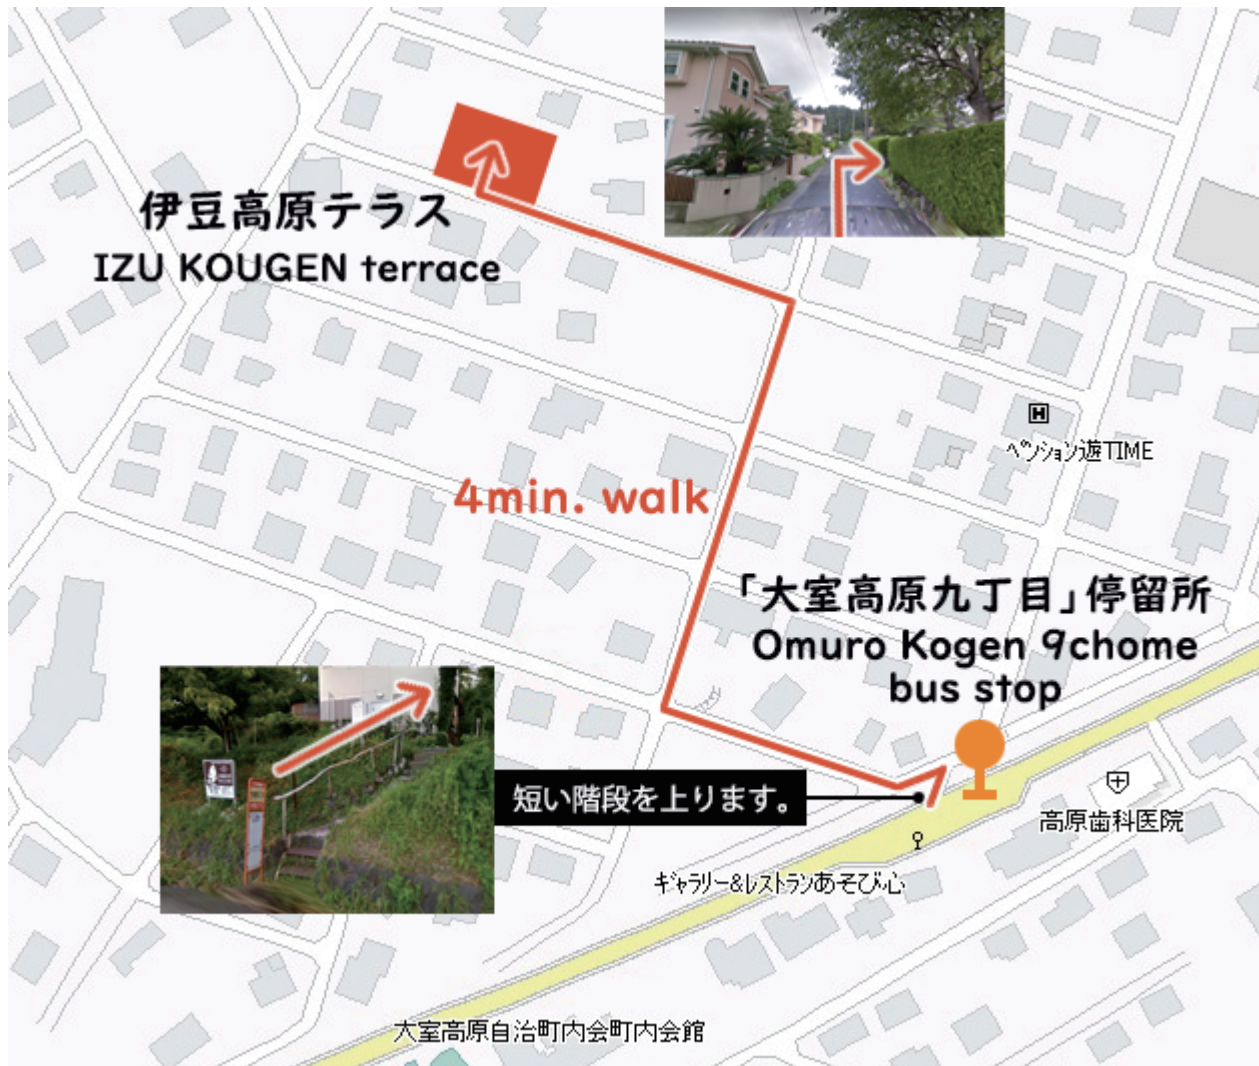 伊豆高原テラス
IZU KOUGEN terrace
ペンション遊TIME
4min. walk
「大室高原九丁目」停留所
Omuro Kogen 9chome
bus stop
短い階段を上ります。
高原歯科医院
ギャラリー&レストランあそび心
大室高原自治町内会町内会館